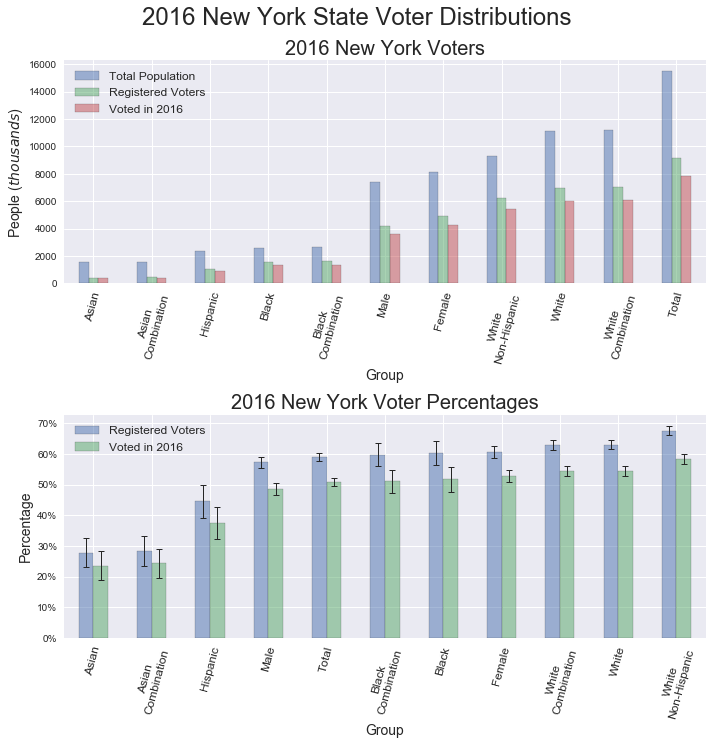 2016 New York State Voter Distributions
2016 New York Voters
Total Population
Registered Voters
Voted in 2016
People (thousands)
16000
14000
12000
10000
8000
6000
4000
2000
0
Asian
Asian
Combination
Hispanic
Black
Black
Combination
Male
Female
White
Non-Hispanic
White
White
Combination
Total
Group
2016 New York Voter Percentages
Registered Voters
Voted in 2016
Percentage
70%
60%
50%
40%
30%
20%
10%
0%
Asian
Asian
Combination
Hispanic
Male
Total
Black
Combination
Black
Female
White
Combination
White
White
Non-Hispanic
Group